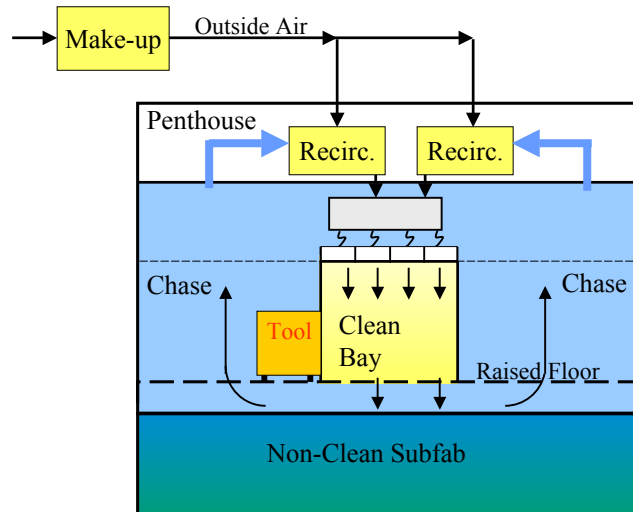 Make-up
Outside Air
Penthouse
Recirc.
Recirc.
Chase
Chase
Tool
Clean
Bay
Raised Floor
Non-Clean Subfab